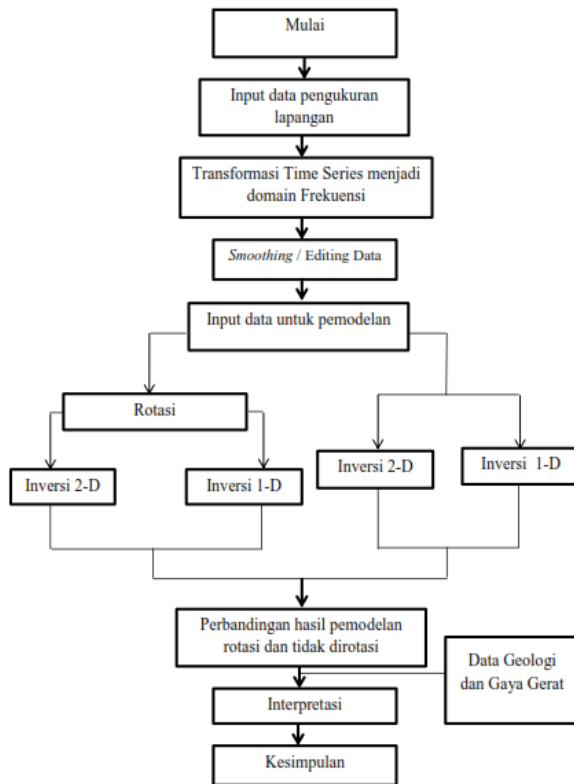 Mulai
Input data pengukuran
lapangan
Transformasi Time Series menjadi
domain Frekuensi
Smoothing / Editing Data
Input data untuk pemodelan
Rotasi
Inversi 2-D
Inversi 1-D
Inversi 2-D
Inversi 1-D
Perbandingan hasil pemodelan
rotasi dan tidak dirotasi
Data Geologi
dan Gaya Gerat
Interpretasi
Kesimpulan